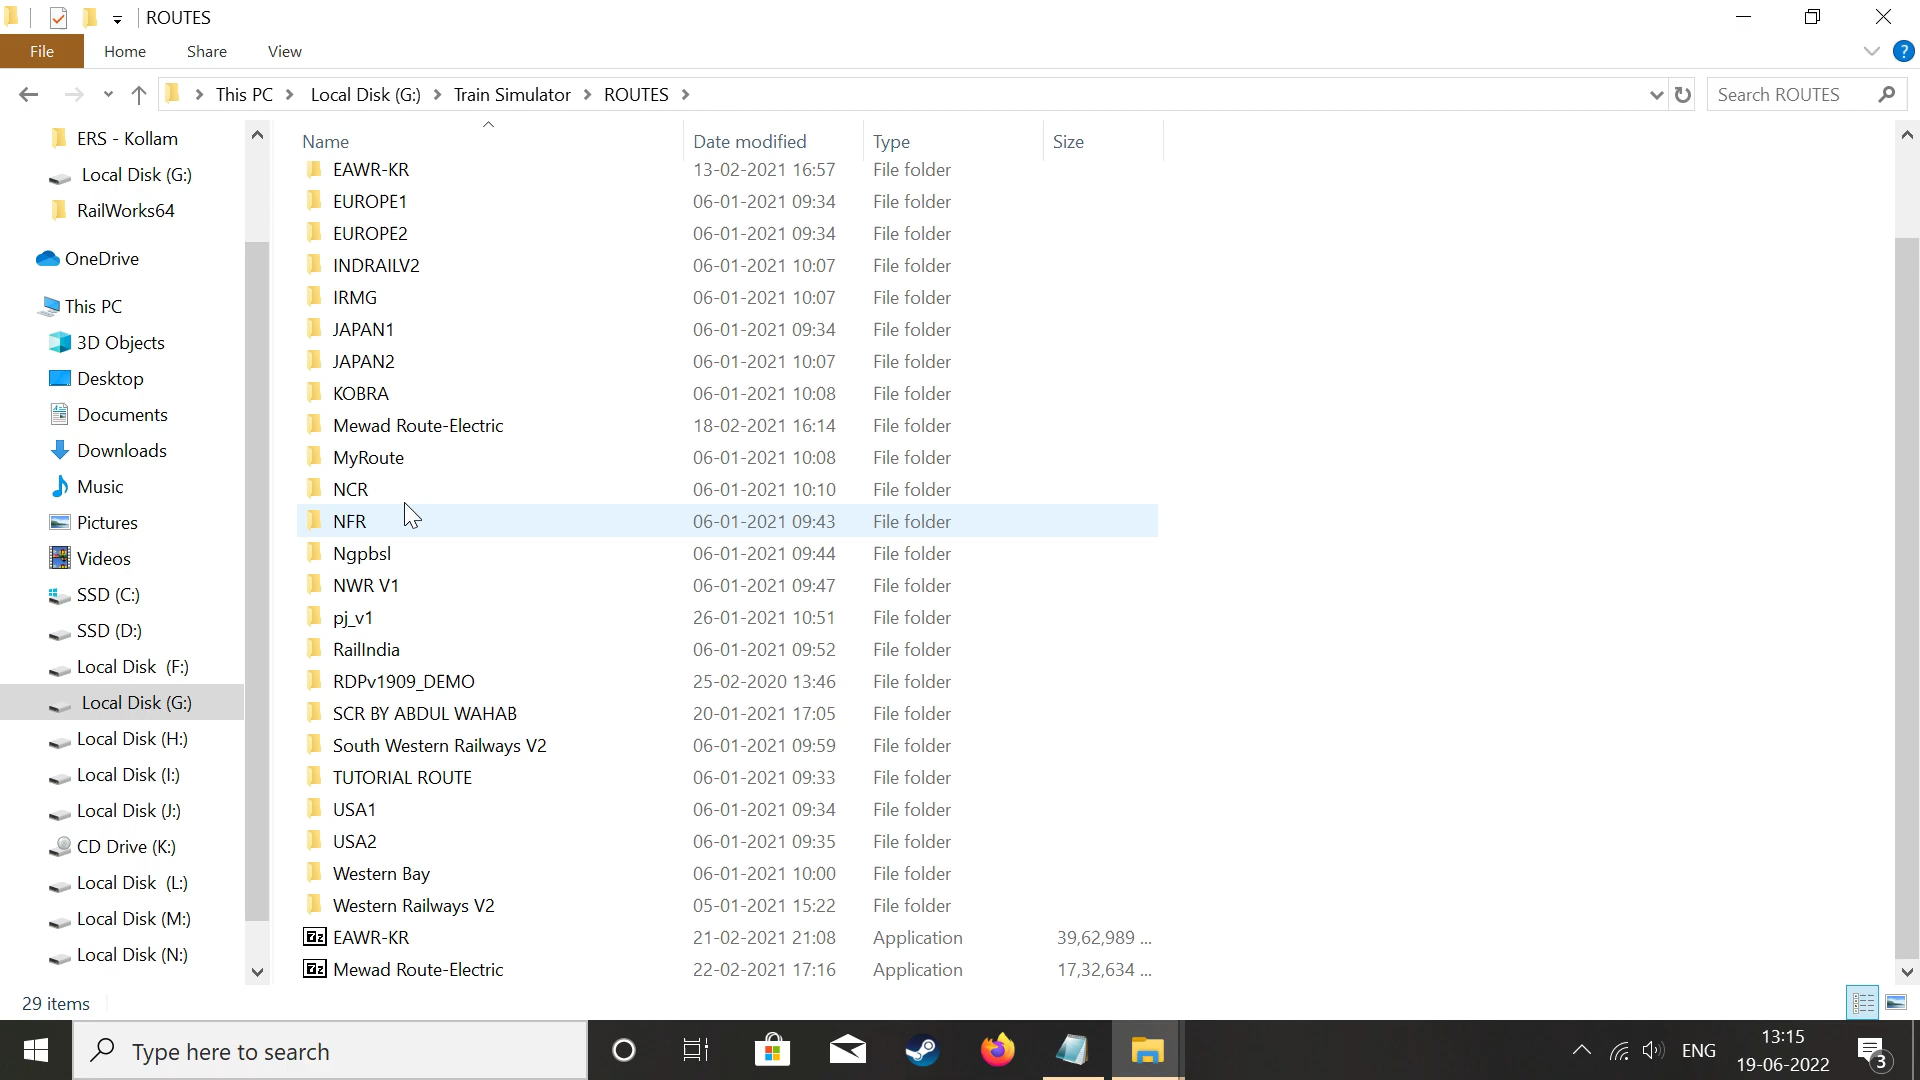 ROUTES
File Home Share View
This PC Local Disk (G:) Train Simulator ROUTES
Search ROUTES
ERS - Kollam
Local Disk (G:)
RailWorks64
OneDrive
This PC
3D Objects
Desktop
Documents
Downloads
Music
Pictures
Videos
SSD (C:)
SSD (D:)
Local Disk (F:)
Local Disk (G:)
Local Disk (H:)
Local Disk (I:)
Local Disk (J:)
CD Drive (K:)
Local Disk (L:)
Local Disk (M:)
Local Disk (N:)
Name Date modified Type Size
EAWR-KR 13-02-2021 16:57 File folder
EUROPE1 06-01-2021 09:34 File folder
EUROPE2 06-01-2021 09:34 File folder
INDRAILV2 06-01-2021 10:07 File folder
IRMG 06-01-2021 10:07 File folder
JAPAN1 06-01-2021 09:34 File folder
JAPAN2 06-01-2021 10:07 File folder
KOBRA 06-01-2021 10:08 File folder
Mewad Route-Electric 18-02-2021 16:14 File folder
MyRoute 06-01-2021 10:08 File folder
NCR 06-01-2021 10:10 File folder
NFR 06-01-2021 09:43 File folder
Ngpbsl 06-01-2021 09:44 File folder
NWR V1 06-01-2021 09:47 File folder
pj_v1 26-01-2021 10:51 File folder
RailIndia 06-01-2021 09:52 File folder
RDPv1909_DEMO 25-02-2020 13:46 File folder
SCR BY ABDUL WAHAB 20-01-2021 17:05 File folder
South Western Railways V2 06-01-2021 09:59 File folder
TUTORIAL ROUTE 06-01-2021 09:33 File folder
USA1 06-01-2021 09:34 File folder
USA2 06-01-2021 09:35 File folder
Western Bay 06-01-2021 10:00 File folder
Western Railways V2 05-01-2021 15:22 File folder
7z EAWR-KR 21-02-2021 21:08 Application 39,62,989 ...
7z Mewad Route-Electric 22-02-2021 17:16 Application 17,32,634 ...
29 items
Type here to search
ENG
13:15
19-06-2022
3